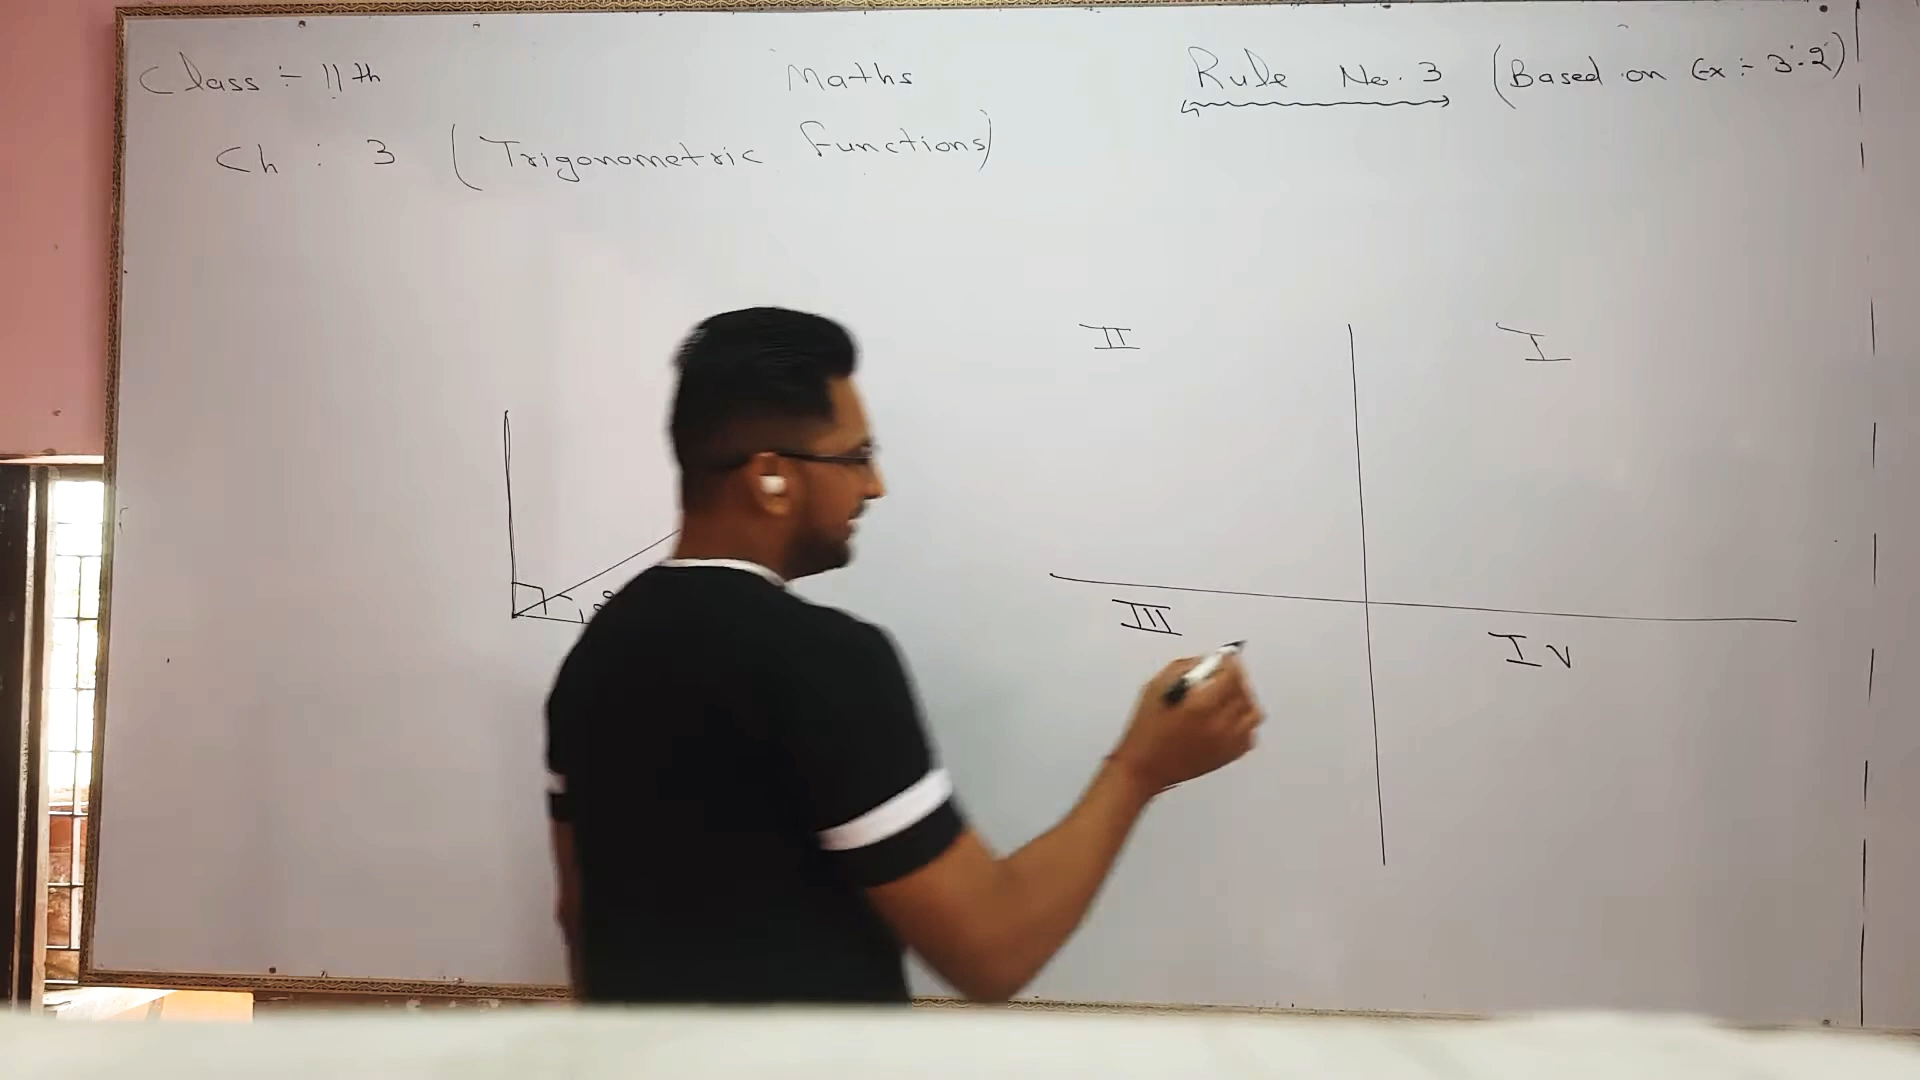 Class :- 11th Maths Rule No. 3 (Based on Ex :- 3.2)
Ch : 3 (Trigonometric Functions)
II I
III IV